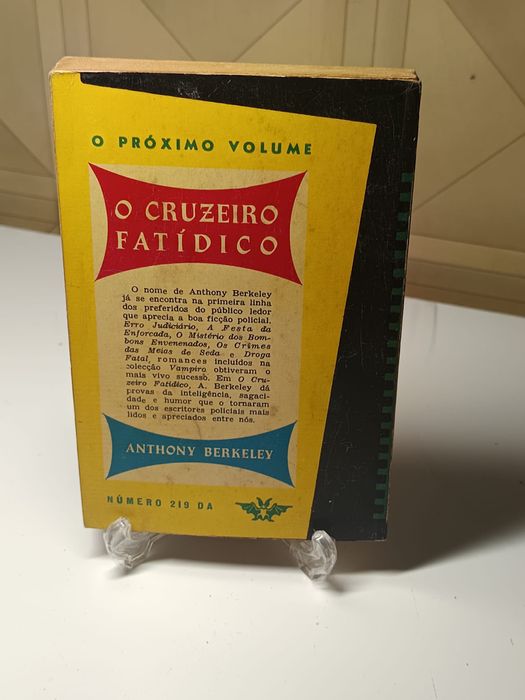 O PRÓXIMO VOLUME
O CRUZEIRO
FATÍDICO
O nome de Anthony Berkeley
já se encontra na primeira linha
dos preferidos do público ledor
que aprecia a boa ficção policial.
Erro Judiciário, A Festa da
Enforcada, O Mistério dos Bom-
bons Envenenados, Os Crimes
das Meias de Seda e Droga
Fatal, romances incluídos na
colecção Vampiro obtiveram o
mais vivo sucesso. Em O Cru-
zeiro Fatídico, A. Berkeley dá
provas da inteligência, sagaci-
dade e humor que o tornaram
um dos escritores policiais mais
lidos e apreciados entre nós.
ANTHONY BERKELEY
NÚMERO 219 DA